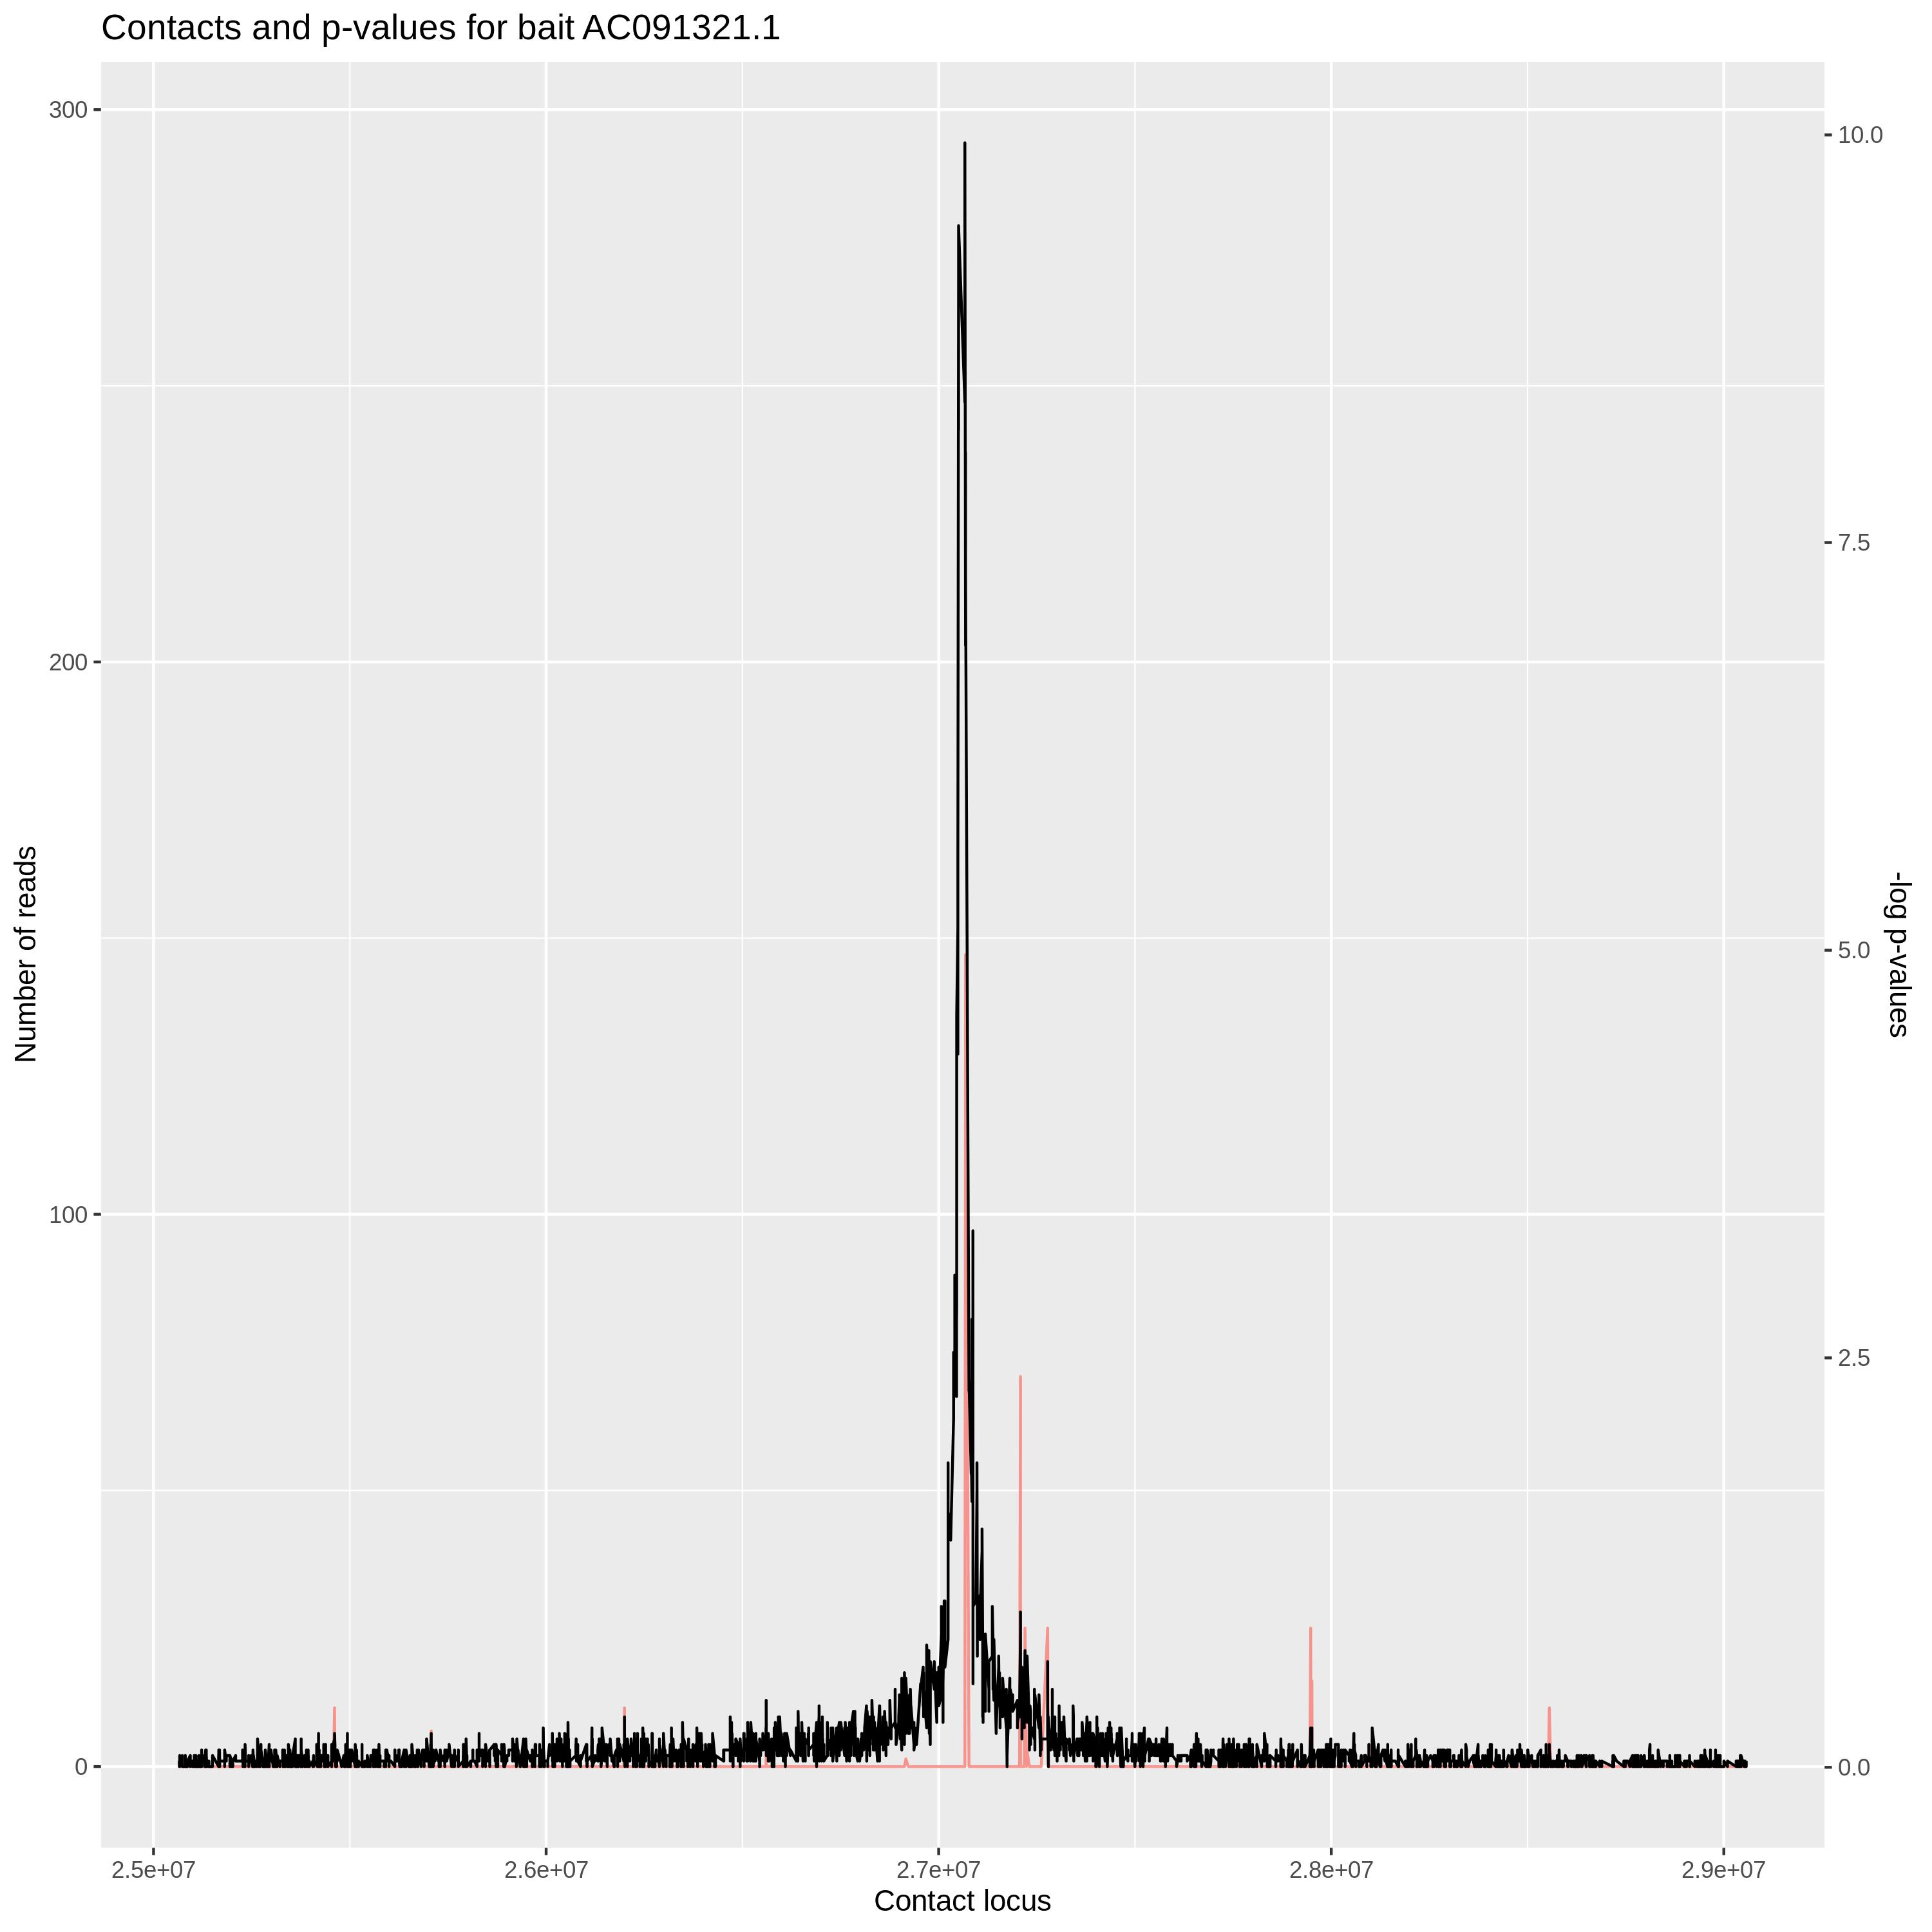 Contacts and p-values for bait AC091321.1
300
200
100
0
Number of reads
10.0
7.5
5.0
2.5
0.0
-log p-values
2.5e+07 2.6e+07 2.7e+07 2.8e+07 2.9e+07
Contact locus